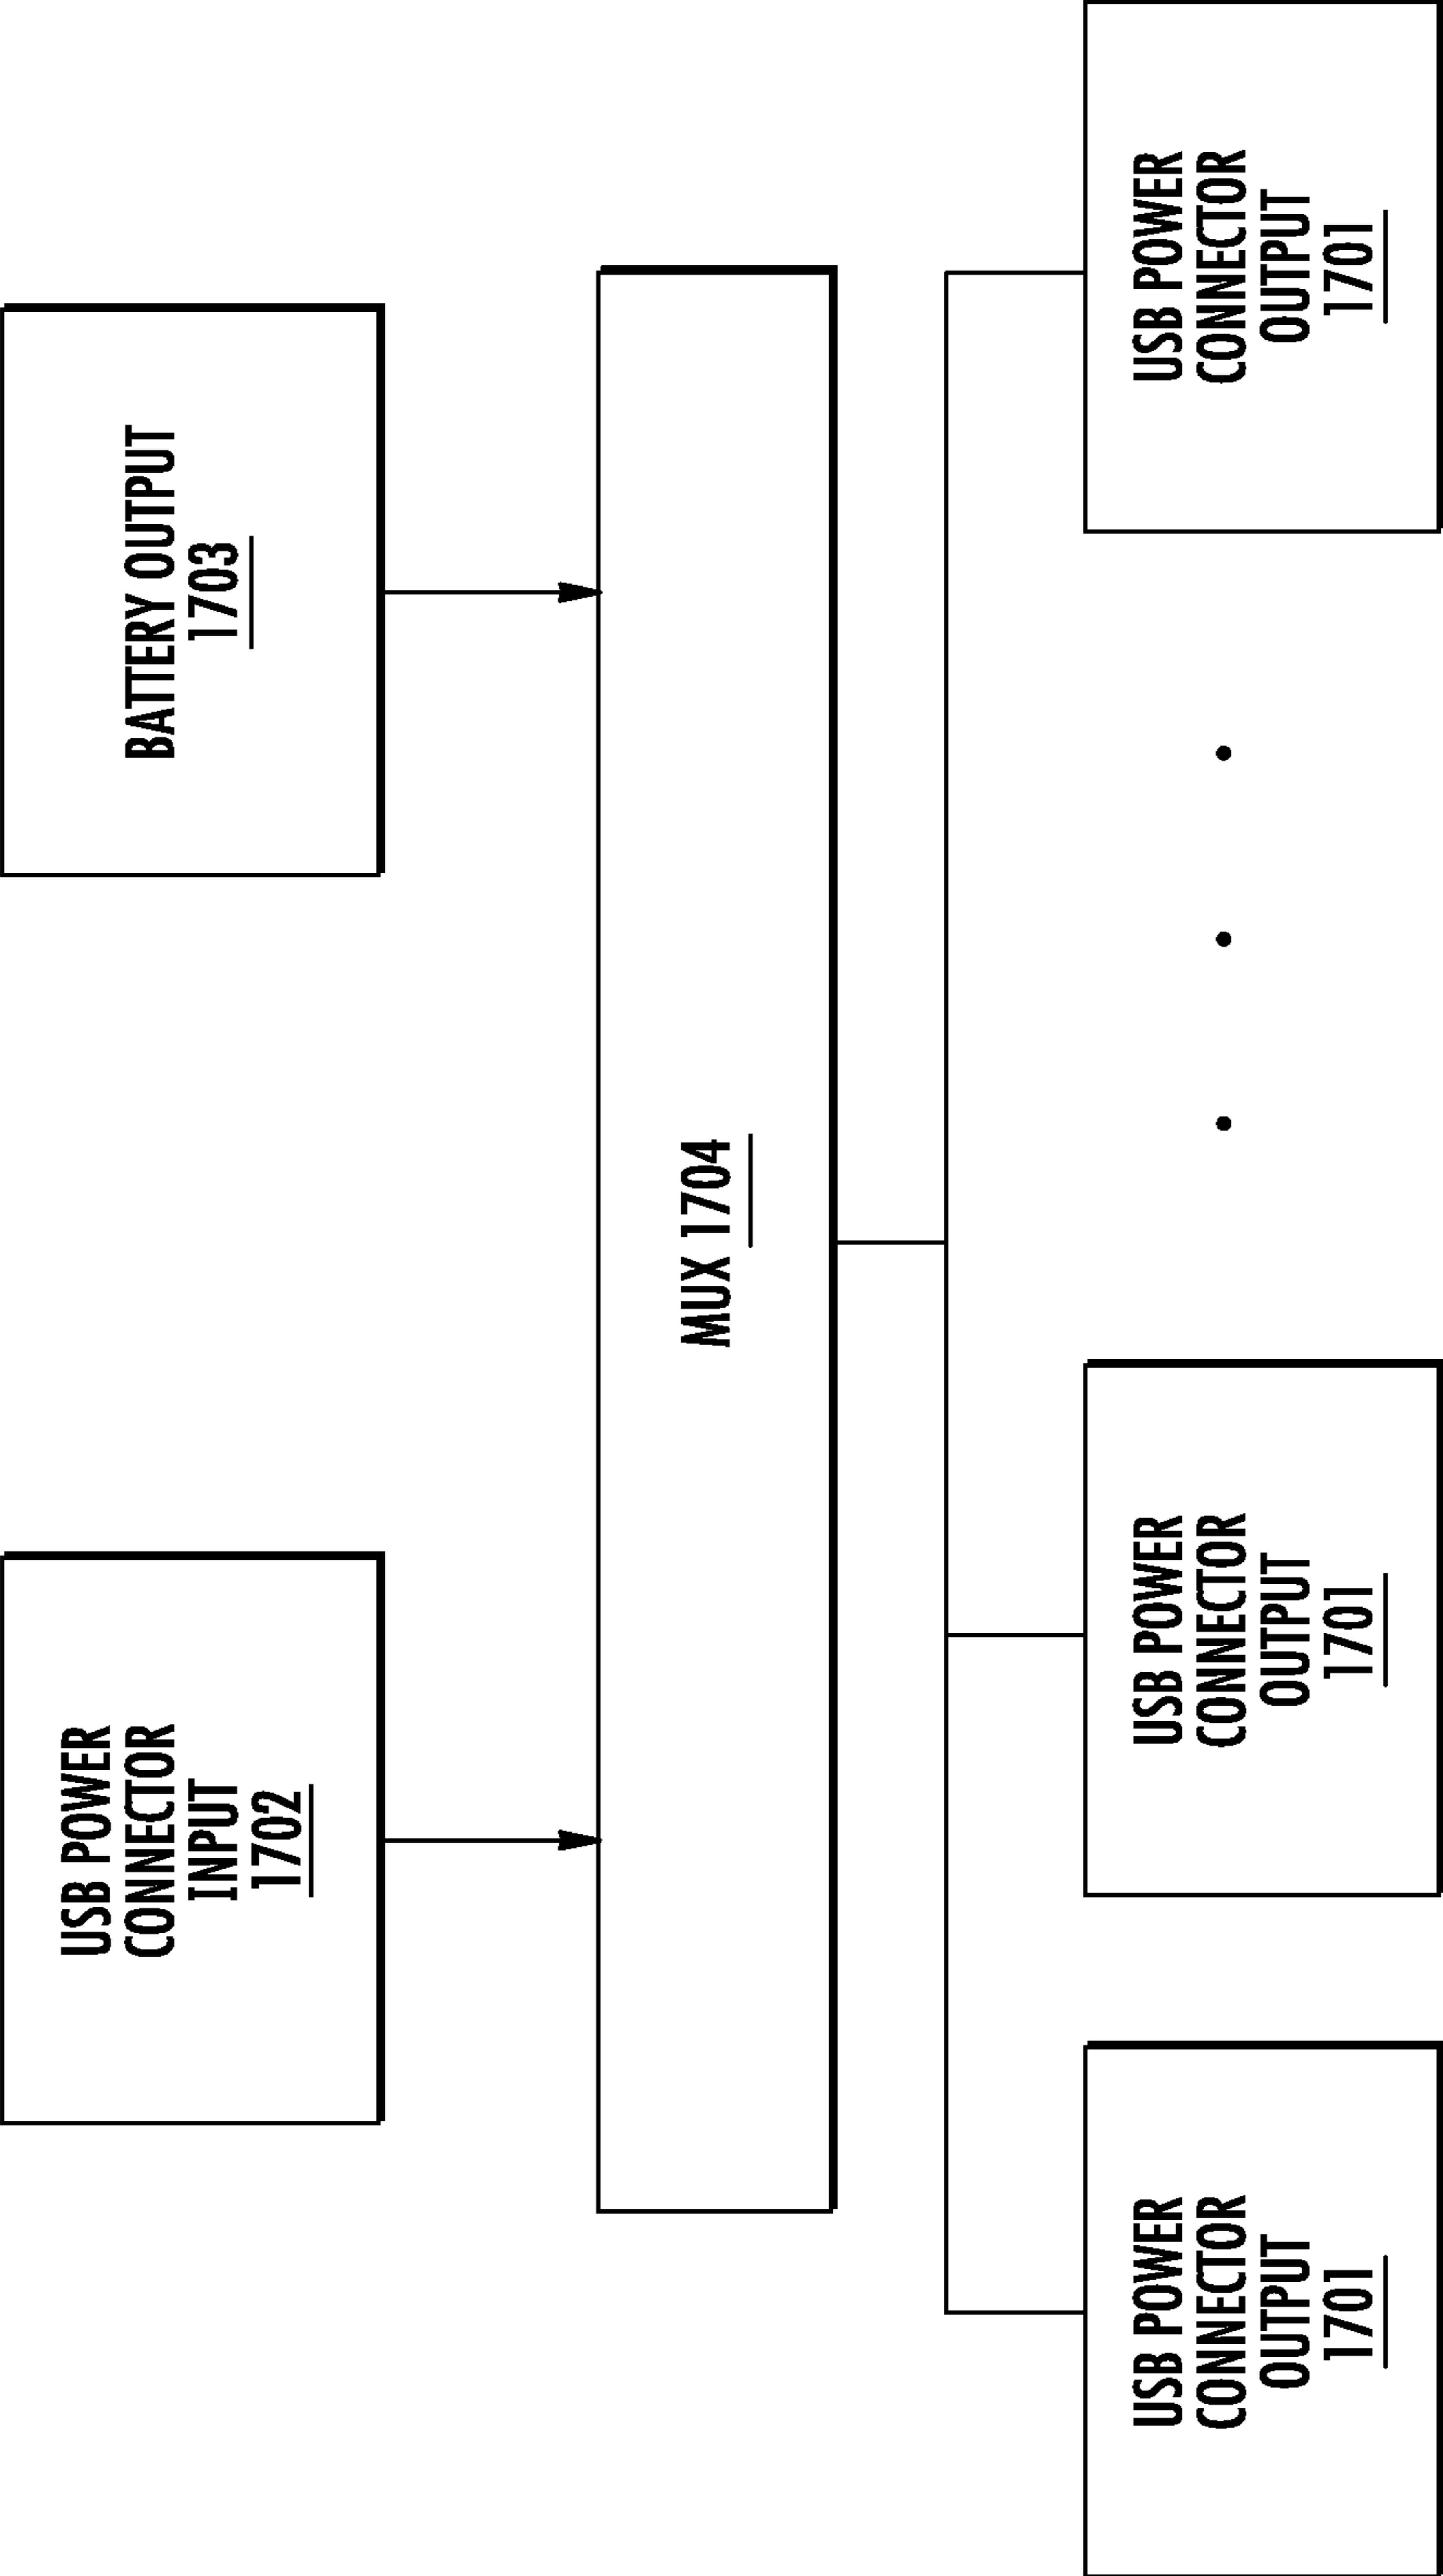 USB POWER
CONNECTOR
INPUT
1702
BATTERY OUTPUT
1703
MUX 1704
USB POWER
CONNECTOR
OUTPUT
1701
USB POWER
CONNECTOR
OUTPUT
1701
USB POWER
CONNECTOR
OUTPUT
1701